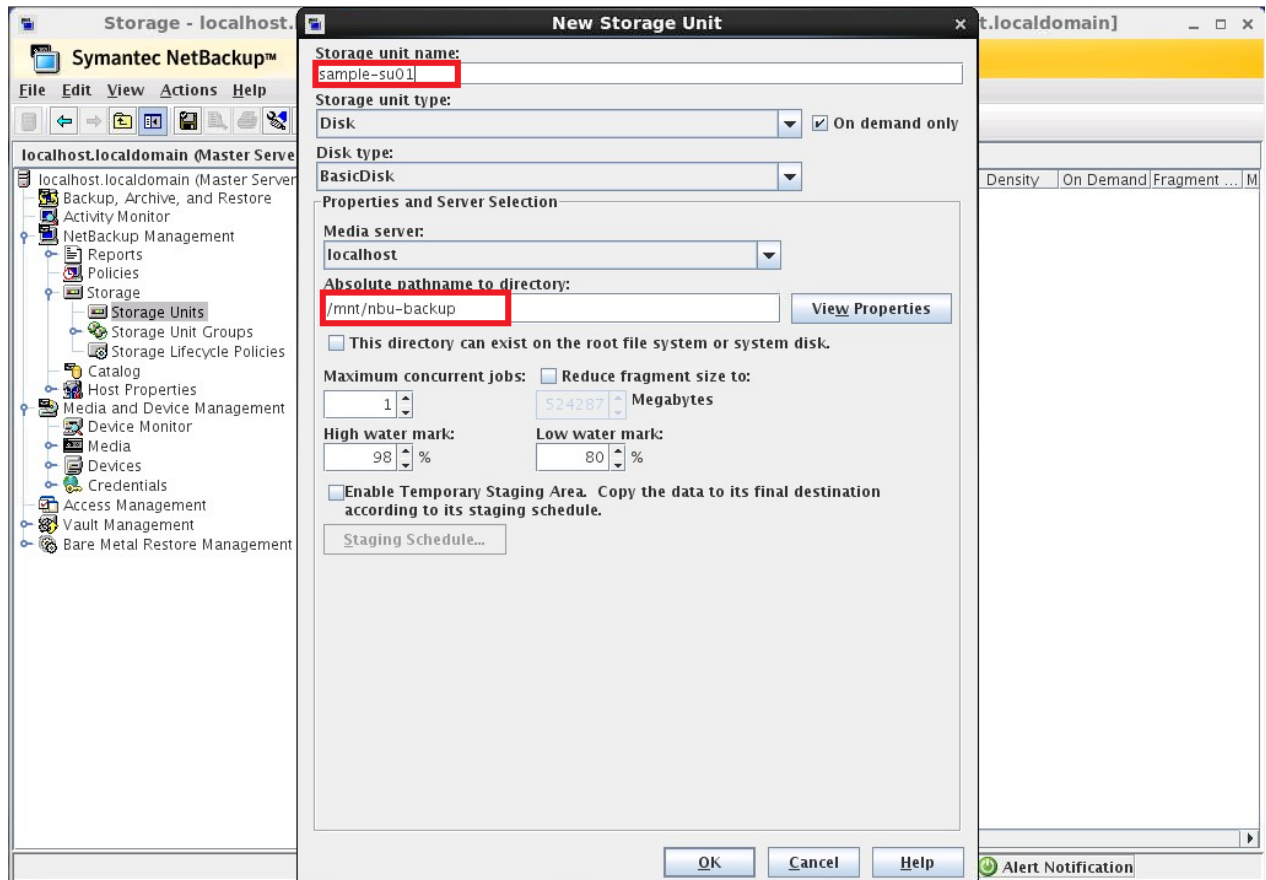 Storage - localhost.
New Storage Unit
t.localdomain]
Symantec NetBackup™
File Edit View Actions Help
localhost.localdomain (Master Serve
localhost.localdomain (Master Server
Backup, Archive, and Restore
Activity Monitor
NetBackup Management
Reports
Policies
Storage
Storage Units
Storage Unit Groups
Storage Lifecycle Policies
Catalog
Host Properties
Media and Device Management
Device Monitor
Media
Devices
Credentials
Access Management
Vault Management
Bare Metal Restore Management
Storage unit name:
sample-su01
Storage unit type:
Disk
On demand only
Disk type:
BasicDisk
Properties and Server Selection
Media server:
localhost
Absolute pathname to directory:
/mnt/nbu-backup
View Properties
This directory can exist on the root file system or system disk.
Maximum concurrent jobs:
Reduce fragment size to:
1
524287
Megabytes
High water mark:
Low water mark:
98 %
80 %
Enable Temporary Staging Area. Copy the data to its final destination
according to its staging schedule.
Staging Schedule...
OK
Cancel
Help
Density
On Demand
Fragment ...
M
Alert Notification